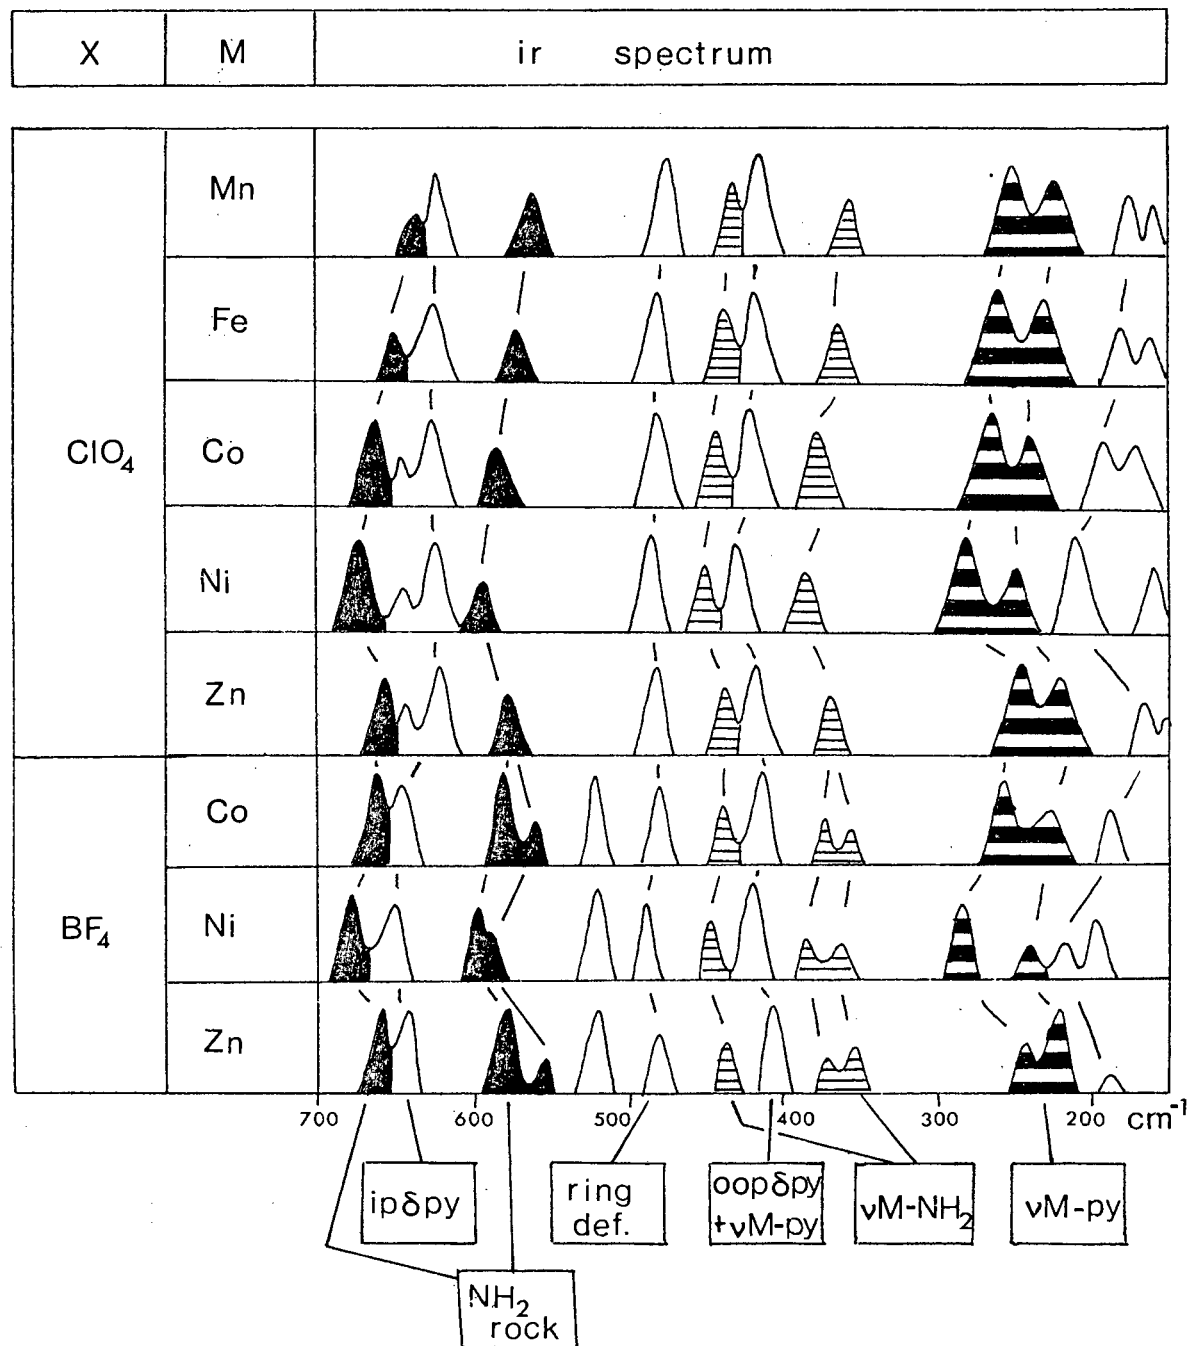 X M ir spectrum
Mn
Fe
ClO4 Co
Ni
Zn
Co
BF4 Ni
Zn
700 600 500 400 300 200 cm-1
ipδpy
ring
def.
oopδpy
+νM-py
νM-NH2
νM-py
NH2
rock